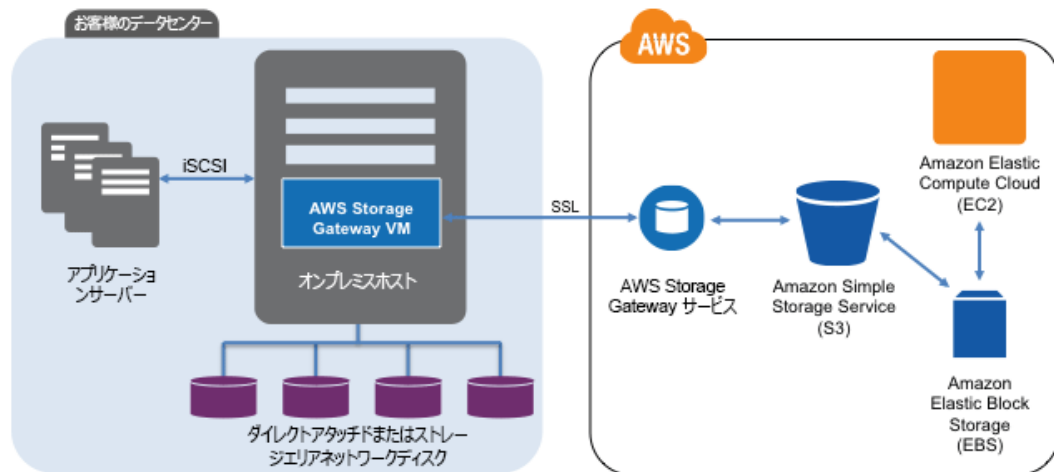 お客様のデータセンター
AWS
iSCSI
AWS Storage
Gateway VM
SSL
オンプレミスホスト
アプリケーショ
ンサーバー
AWS Storage
Gateway サービス
Amazon Simple
Storage Service
(S3)
Amazon Elastic
Compute Cloud
(EC2)
Amazon
Elastic Block
Storage
(EBS)
ダイレクトアタッチドまたはストレー
ジエリアネットワークディスク